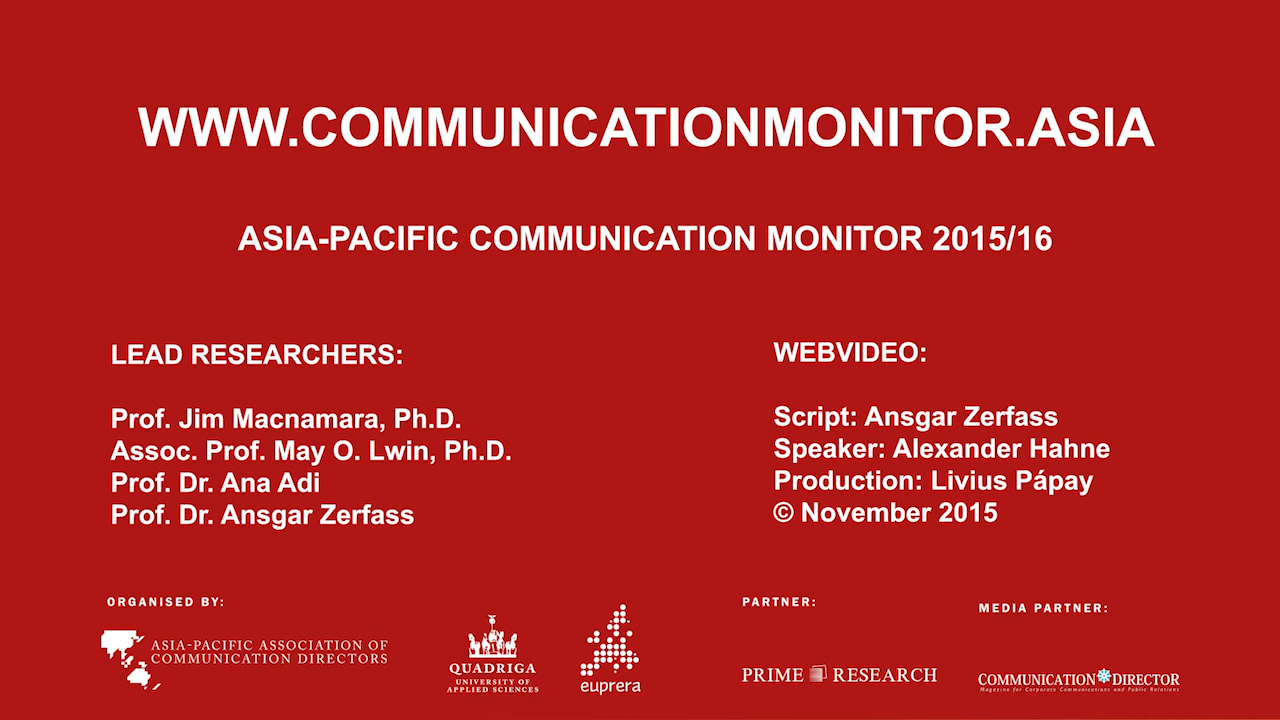 WWW.COMMUNICATIONMONITOR.ASIA
ASIA-PACIFIC COMMUNICATION MONITOR 2015/16
LEAD RESEARCHERS:
Prof. Jim Macnamara, Ph.D.
Assoc. Prof. May O. Lwin, Ph.D.
Prof. Dr. Ana Adi
Prof. Dr. Ansgar Zerfass
WEBVIDEO:
Script: Ansgar Zerfass
Speaker: Alexander Hahne
Production: Livius Pápay
© November 2015
ORGANISED BY:
ASIA-PACIFIC ASSOCIATION OF
COMMUNICATION DIRECTORS
QUADRIGA
UNIVERSITY OF
APPLIED SCIENCES
euprera
PARTNER:
PRIME RESEARCH
MEDIA PARTNER:
COMMUNICATION DIRECTOR
Magazine for Corporate Communications and Public Relations